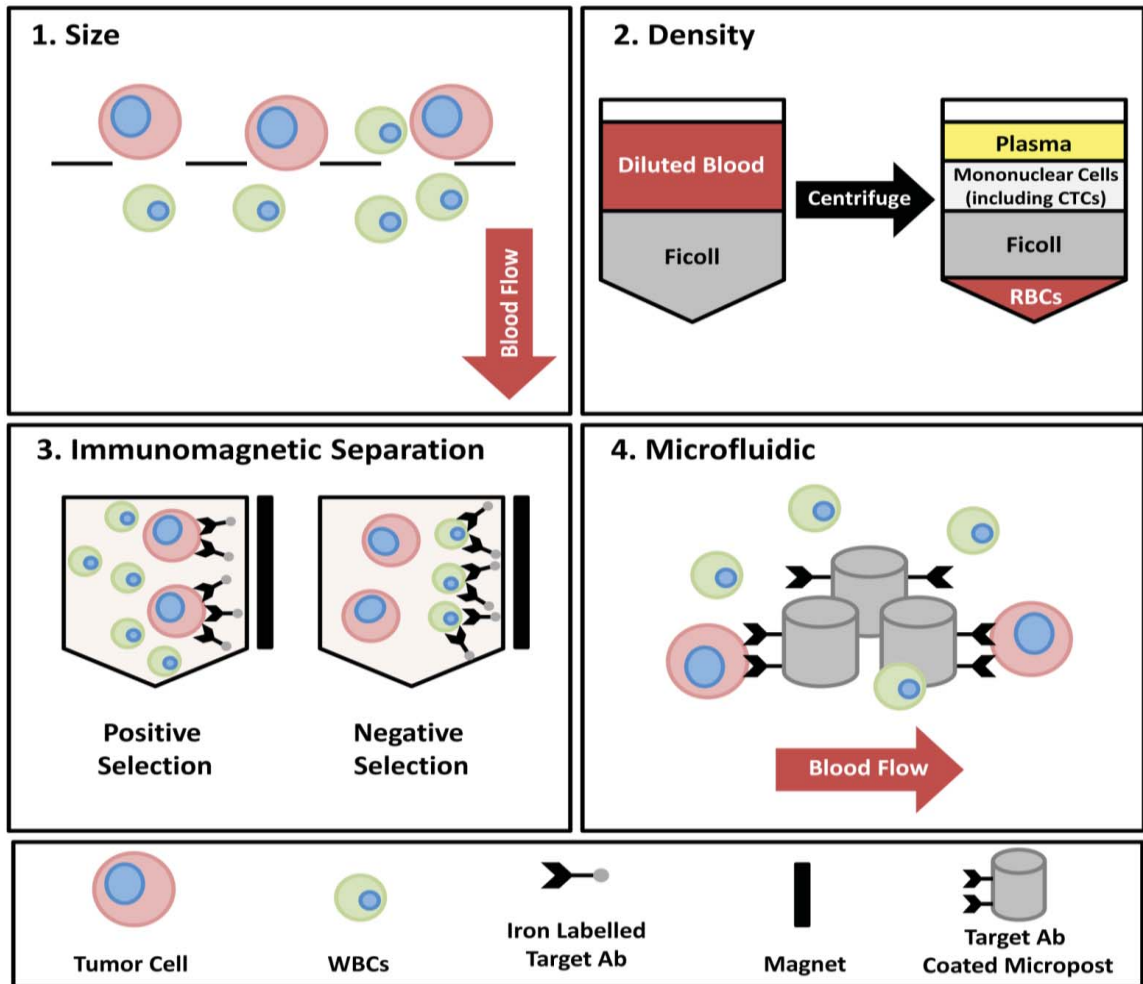 1. Size
Blood Flow
2. Density
Diluted Blood
Ficoll
Centrifuge
Plasma
Mononuclear Cells
(including CTCs)
Ficoll
RBCs
3. Immunomagnetic Separation
Positive
Selection
Negative
Selection
4. Microfluidic
Blood Flow
Tumor Cell
WBCs
Iron Labelled
Target Ab
Magnet
Target Ab
Coated Micropost